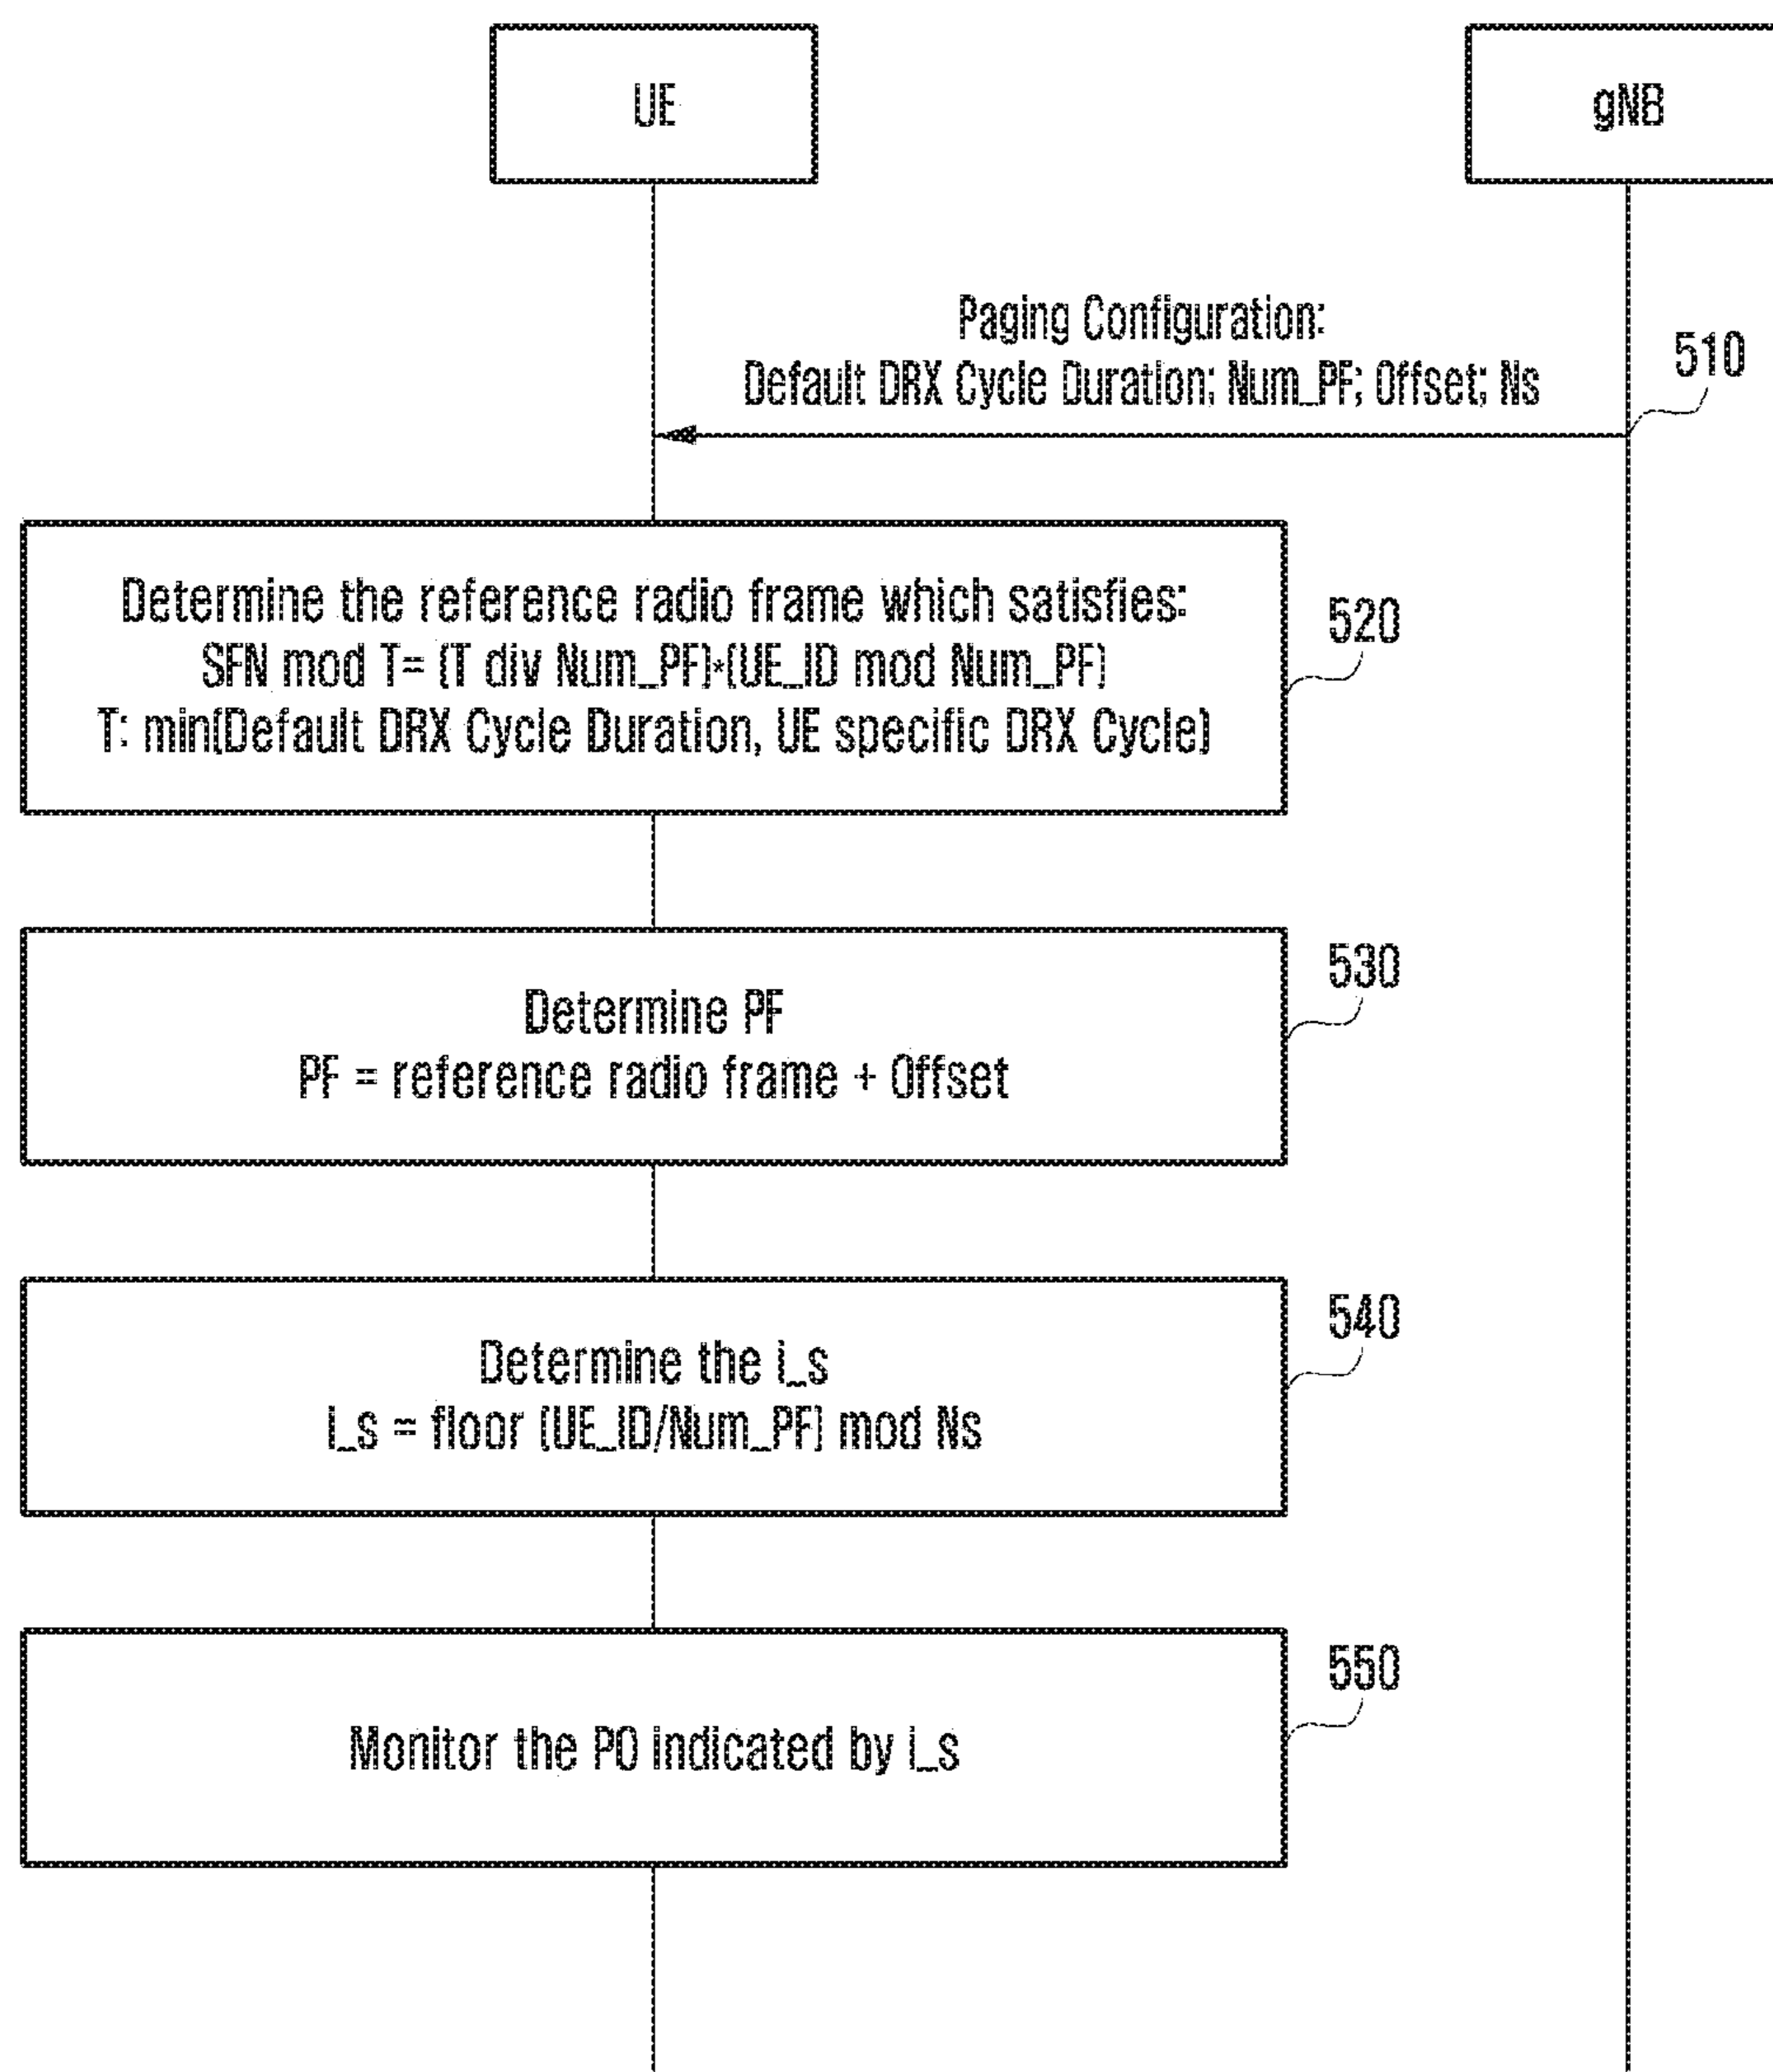 UE
gNB
Paging Configuration:
Default DRX Cycle Duration; Num_PF; Offset; Ns
510
Determine the reference radio frame which satisfies:
SFN mod T= (T div Num_PF)*(UE_ID mod Num_PF)
T: min(Default DRX Cycle Duration, UE specific DRX Cycle)
520
Determine PF
PF = reference radio frame + Offset
530
Determine the i_s
i_s = floor (UE_ID/Num_PF) mod Ns
540
Monitor the PO indicated by i_s
550